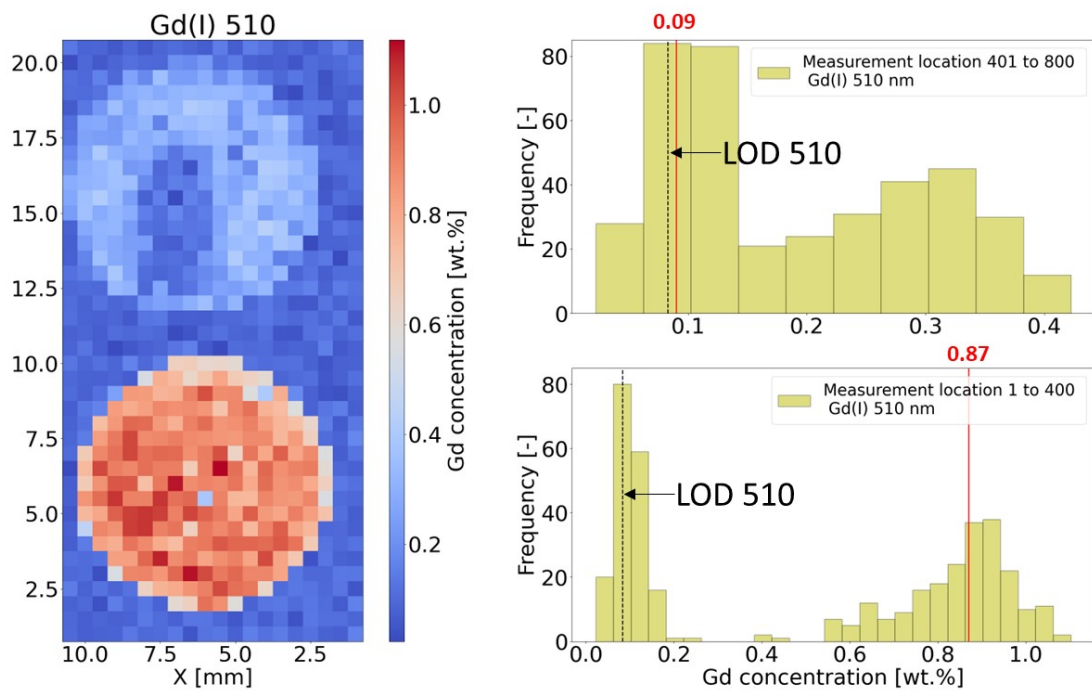 Gd(I) 510
20.0
17.5
15.0
12.5
10.0
7.5
5.0
2.5
10.0 7.5 5.0 2.5
X [mm]
1.0
0.8
0.6
0.4
0.2
Gd concentration [wt.%]
0.09
80
60
40
20
0
Frequency [-]
Measurement location 401 to 800
Gd(I) 510 nm
LOD 510
0.1 0.2 0.3 0.4
0.87
80
60
40
20
0
Frequency [-]
Measurement location 1 to 400
Gd(I) 510 nm
LOD 510
0.0 0.2 0.4 0.6 0.8 1.0
Gd concentration [wt.%]